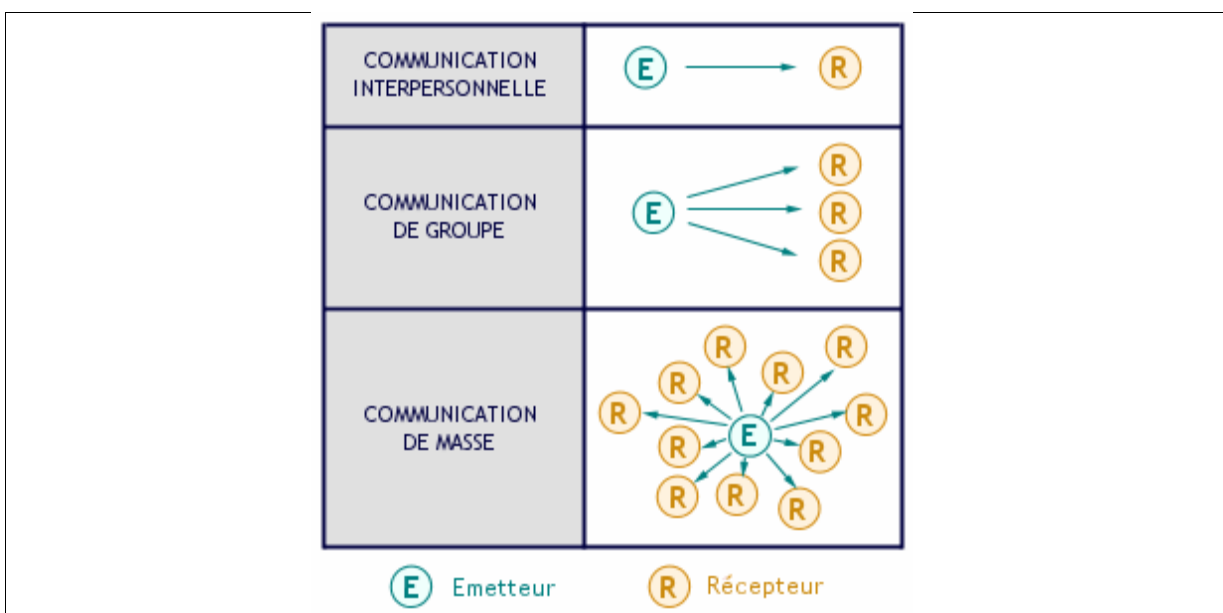 COMMUNICATION
INTERPERSONNELLE
E
R
COMMUNICATION
DE GROUPE
E
R
R
R
COMMUNICATION
DE MASSE
R
R
R
R
R
R
E
R
R
R
R
R
E Emetteur
R Récepteur